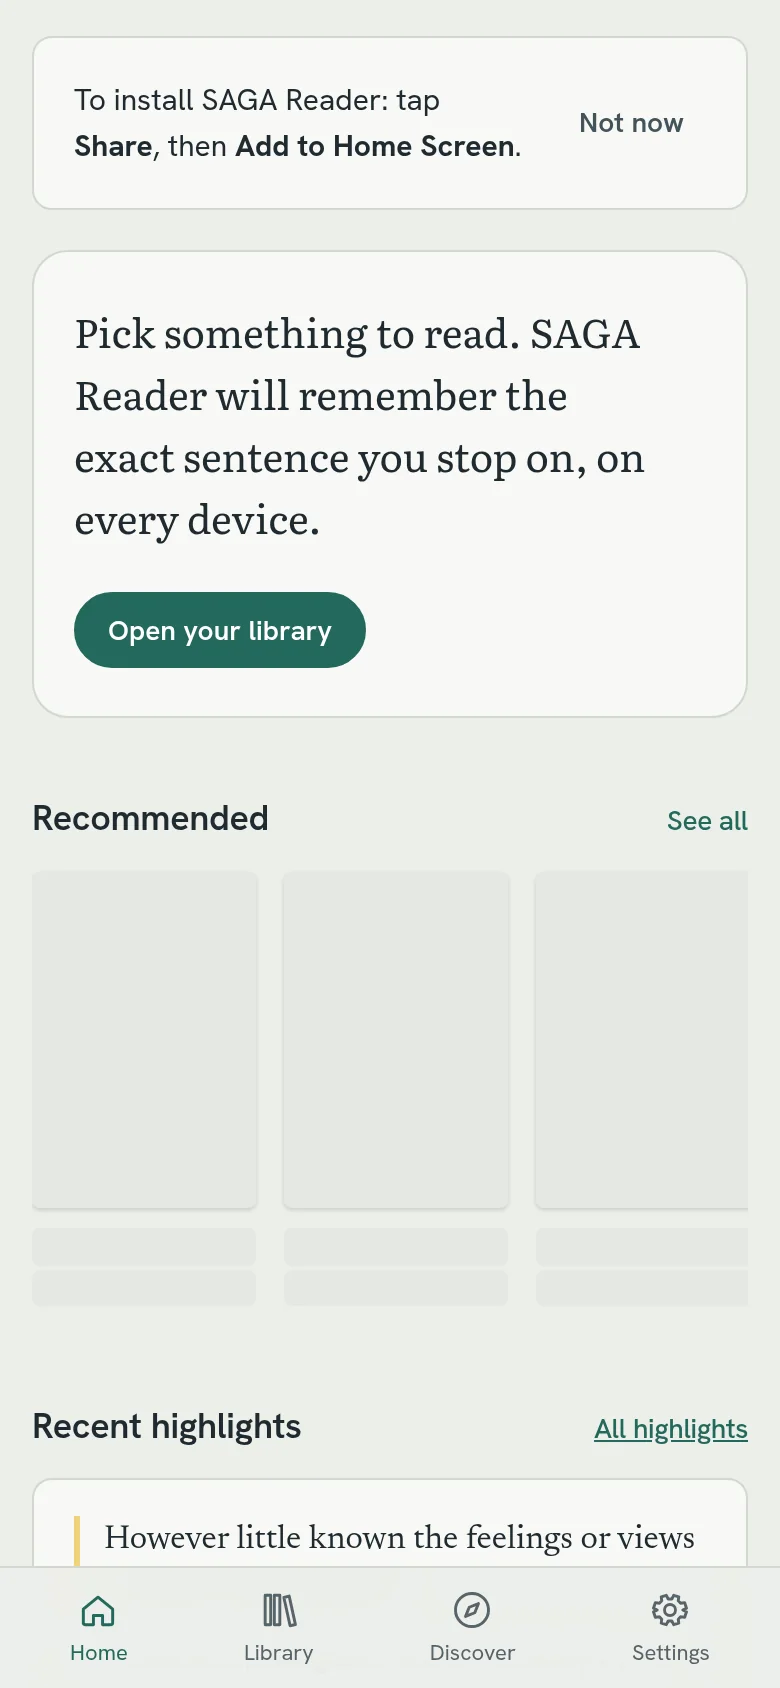 To install SAGA Reader: tap
Share, then Add to Home Screen.
Not now
Pick something to read. SAGA
Reader will remember the
exact sentence you stop on, on
every device.
Open your library
Recommended
See all
Recent highlights
All highlights
However little known the feelings or views
Home
Library
Discover
Settings